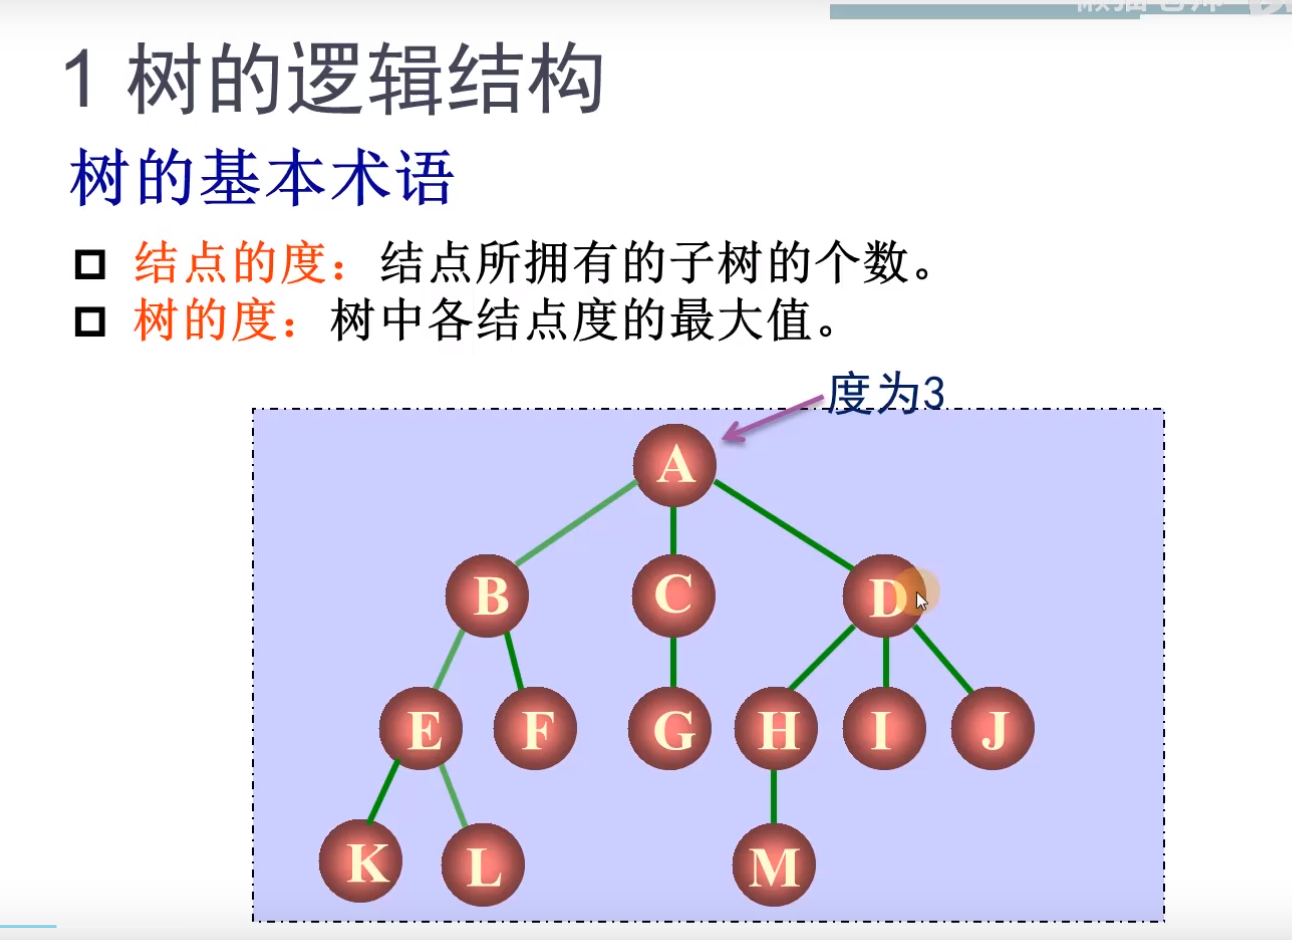 1 树的逻辑结构
树的基本术语
结点的度：结点所拥有的子树的个数。
树的度：树中各结点度的最大值。
度为3
A
B C D
E F G H I J
K L M